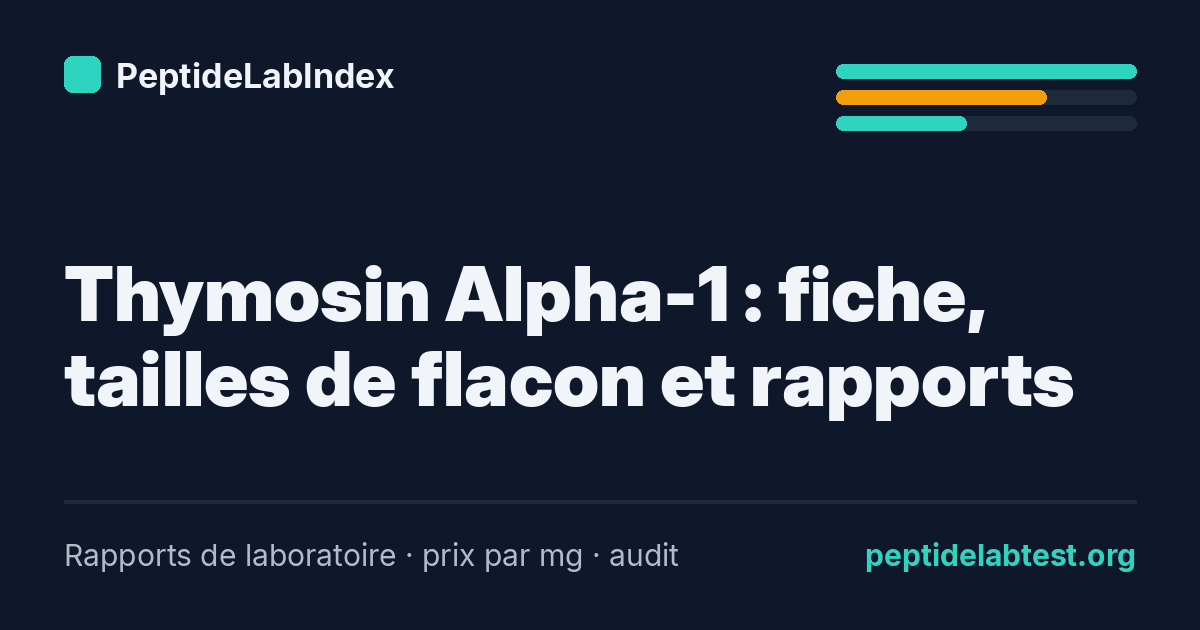 PeptideLabIndex
Thymosin Alpha-1 : fiche,
tailles de flacon et rapports
Rapports de laboratoire · prix par mg · audit
peptidelabtest.org